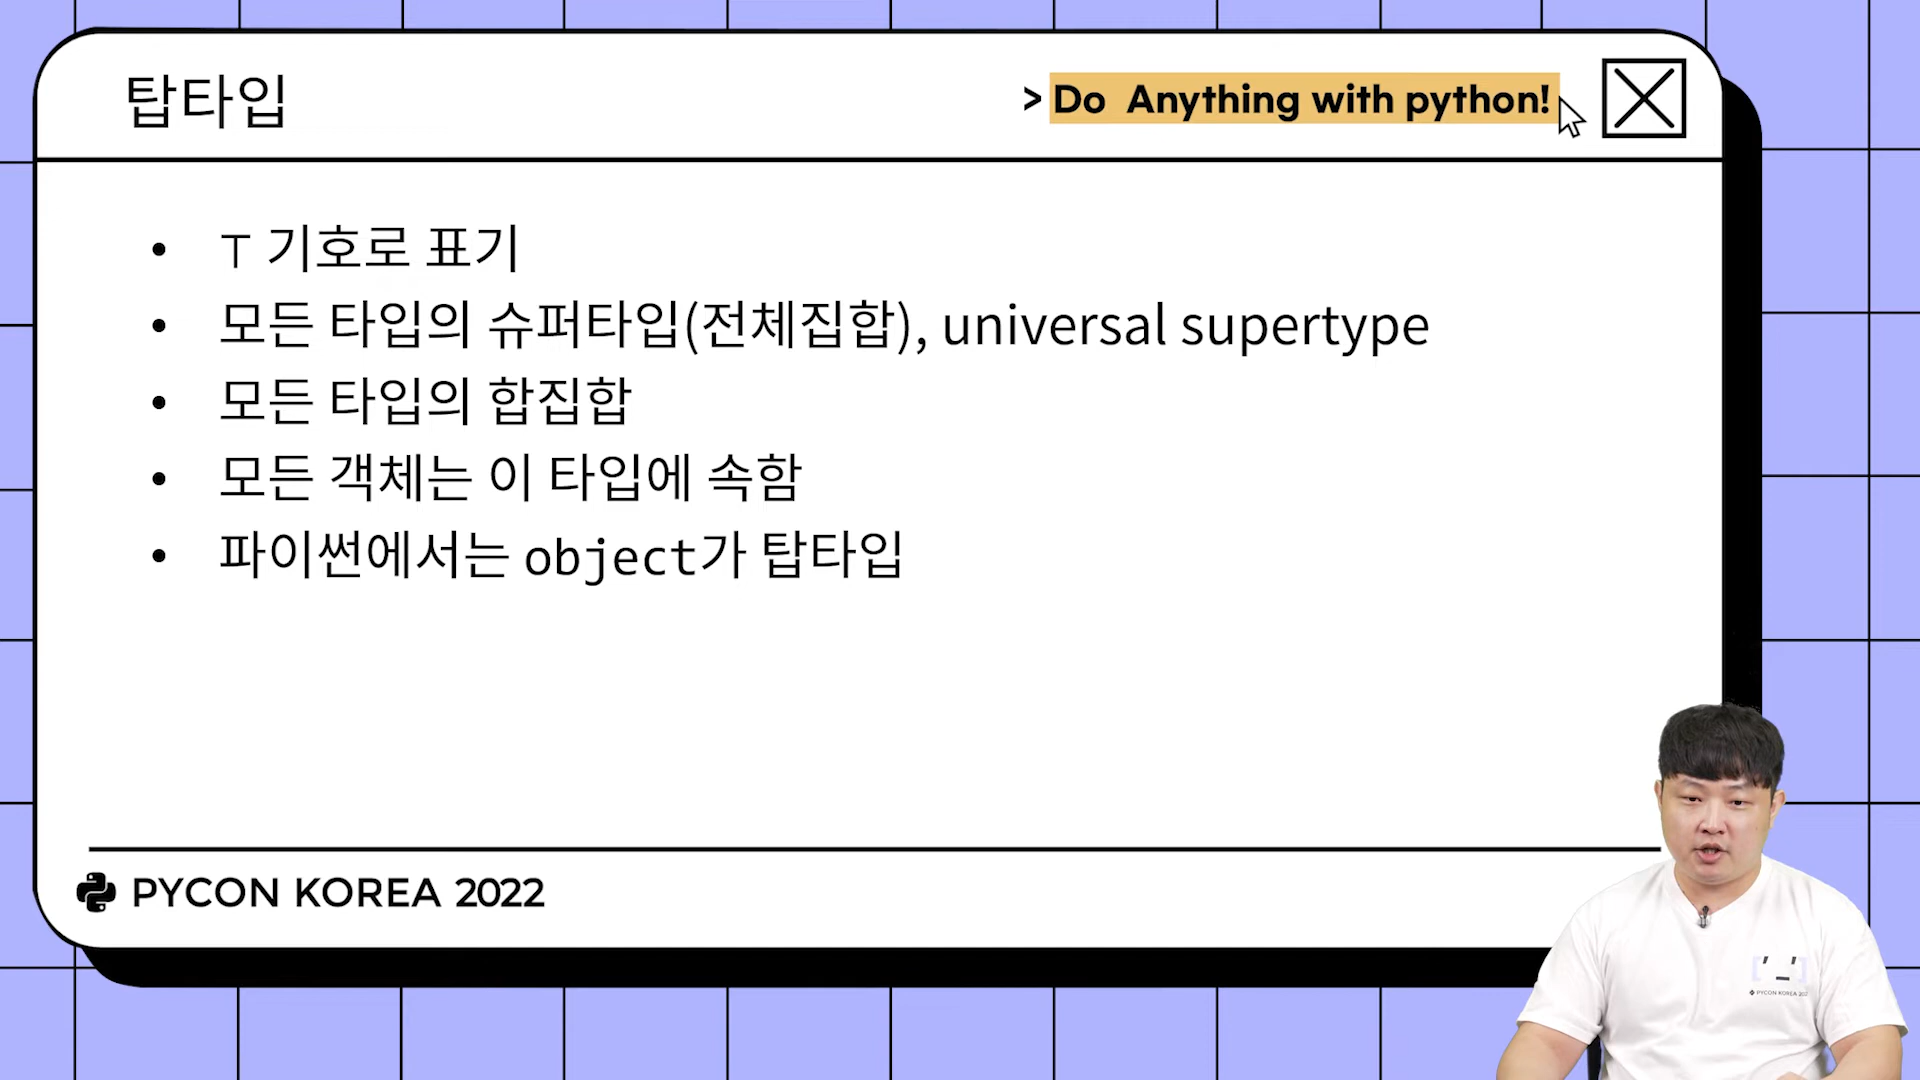 탑타입
> Do Anything with python!
• ⊤ 기호로 표기
• 모든 타입의 슈퍼타입(전체집합), universal supertype
• 모든 타입의 합집합
• 모든 객체는 이 타입에 속함
• 파이썬에서는 object가 탑타입
PYCON KOREA 2022
['_']
PYCON KOREA 202